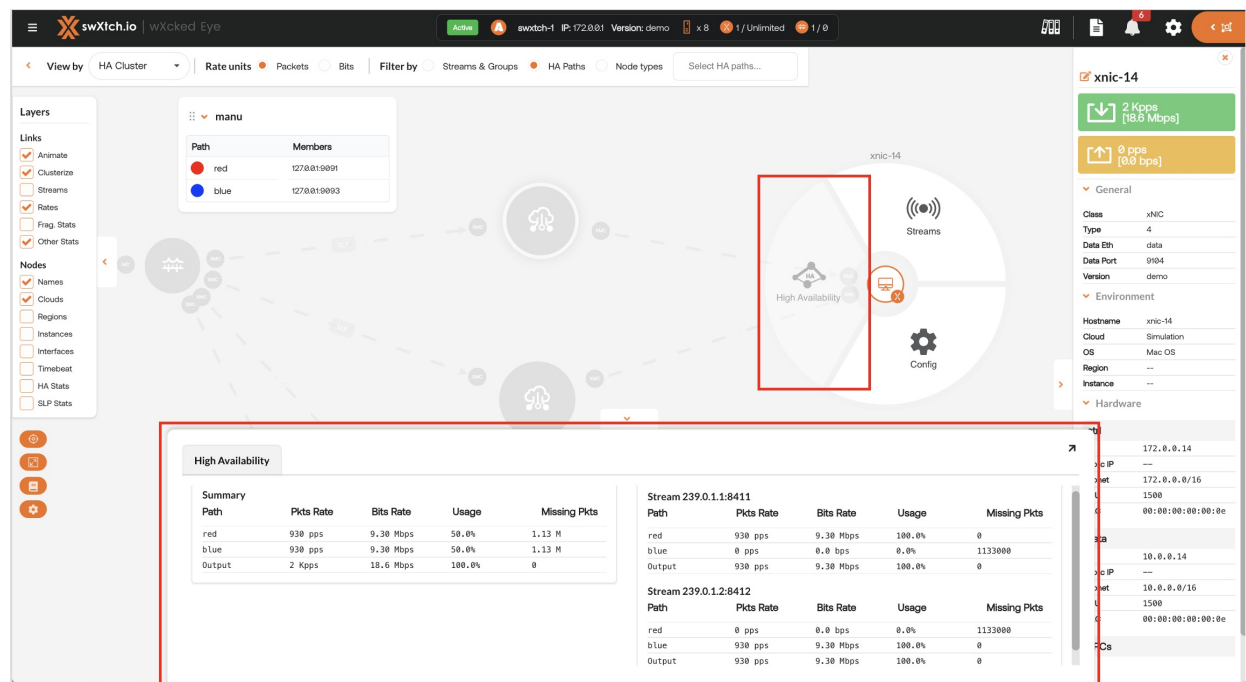 swXtch.io | wXcked Eye
Active swxtch-1 IP: 172.0.0.1 Version: demo x 8 1 / Unlimited 1 / 0
6
View by HA Cluster Rate units Packets Bits Filter by Streams & Groups HA Paths Node types Select HA paths...
Layers
Links
Animate
Clusterize
Streams
Rates
Frag. Stats
Other Stats
Nodes
Names
Clouds
Regions
Instances
Interfaces
Timebeat
HA Stats
SLP Stats
manu
Path Members
red 127.0.0.1:9091
blue 127.0.0.1:9093
xnic-14
Streams
HA
High Availability
Config
xnic-14
2 Kpps
[18.6 Mbps]
0 pps
[0.0 bps]
General
Class xNIC
Type 4
Data Eth data
Data Port 9104
Version demo
Environment
Hostname xnic-14
Cloud Simulation
OS Mac OS
Region --
Instance --
Hardware
172.0.0.14
c IP --
172.0.0.0/16
1500
00:00:00:00:00:0e
10.0.0.14
c IP --
10.0.0.0/16
1500
00:00:00:00:00:0e
Cs
High Availability
Summary
Path Pkts Rate Bits Rate Usage Missing Pkts
red 930 pps 9.30 Mbps 50.0% 1.13 M
blue 930 pps 9.30 Mbps 50.0% 1.13 M
Output 2 Kpps 18.6 Mbps 100.0% 0
Stream 239.0.1.1:8411
Path Pkts Rate Bits Rate Usage Missing Pkts
red 930 pps 9.30 Mbps 100.0% 0
blue 0 pps 0.0 bps 0.0% 1133000
Output 930 pps 9.30 Mbps 100.0% 0
Stream 239.0.1.2:8412
Path Pkts Rate Bits Rate Usage Missing Pkts
red 0 pps 0.0 bps 0.0% 1133000
blue 930 pps 9.30 Mbps 100.0% 0
Output 930 pps 9.30 Mbps 100.0% 0